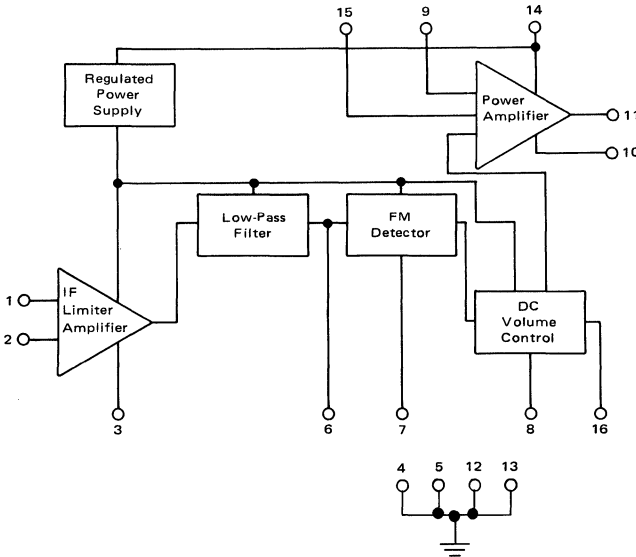 15
9
14
Regulated
Power
Supply
Power
Amplifier
11
10
Low-Pass
Filter
FM
Detector
1
2
IF
Limiter
Amplifier
DC
Volume
Control
3
6
7
8
16
4
5
12
13